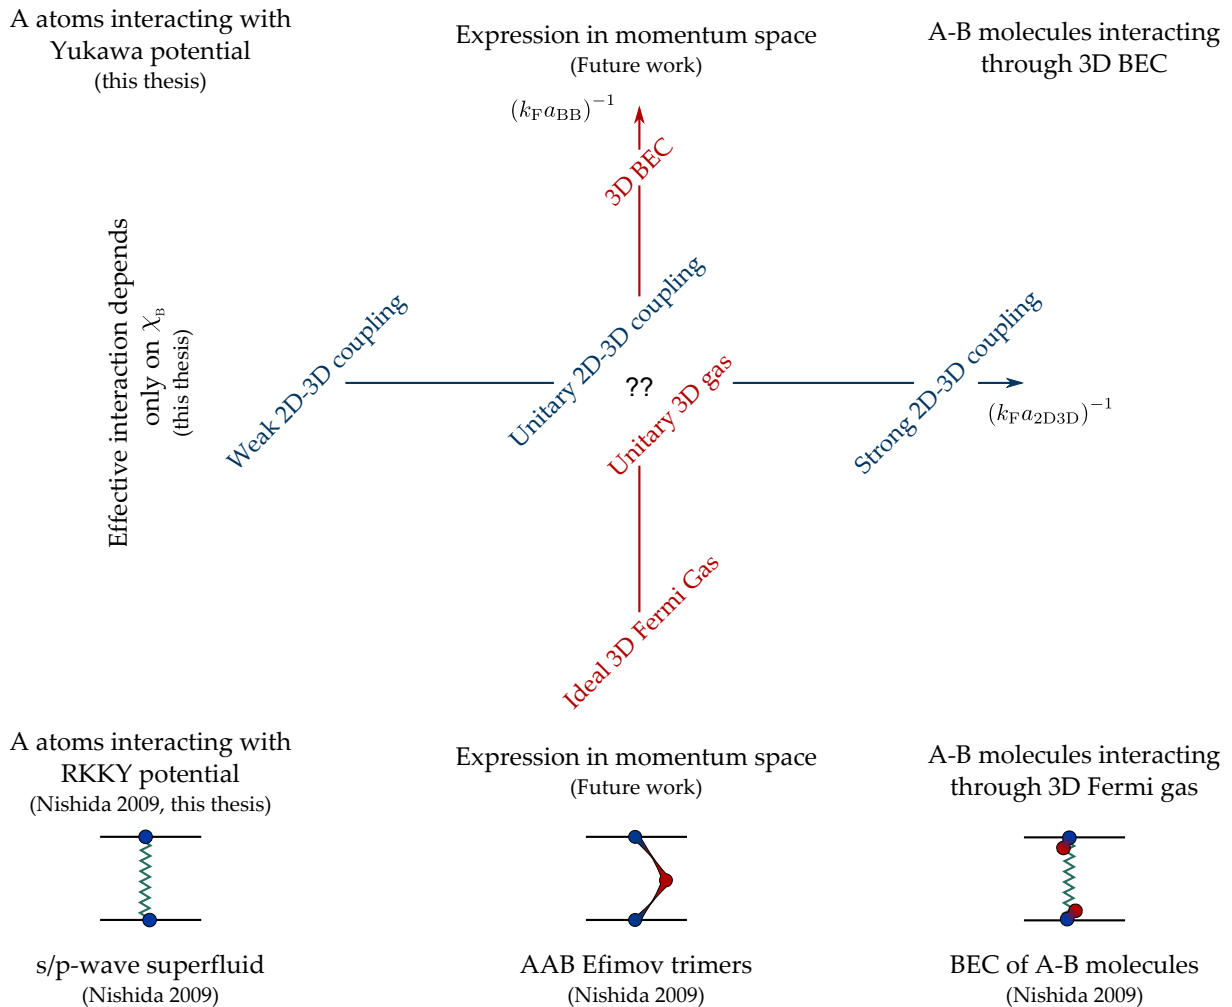 A atoms interacting with
Yukawa potential
(this thesis)
Expression in momentum space
(Future work)
A-B molecules interacting
through 3D BEC
(k_F a_BB)^−1
3D BEC
Effective interaction depends
only on χ_B
(this thesis)
Weak 2D-3D coupling
Unitary 2D-3D coupling
??
Unitary 3D gas
Strong 2D-3D coupling
(k_F a_2D3D)^−1
Ideal 3D Fermi Gas
A atoms interacting with
RKKY potential
(Nishida 2009, this thesis)
Expression in momentum space
(Future work)
A-B molecules interacting
through 3D Fermi gas
s/p-wave superfluid
(Nishida 2009)
AAB Efimov trimers
(Nishida 2009)
BEC of A-B molecules
(Nishida 2009)